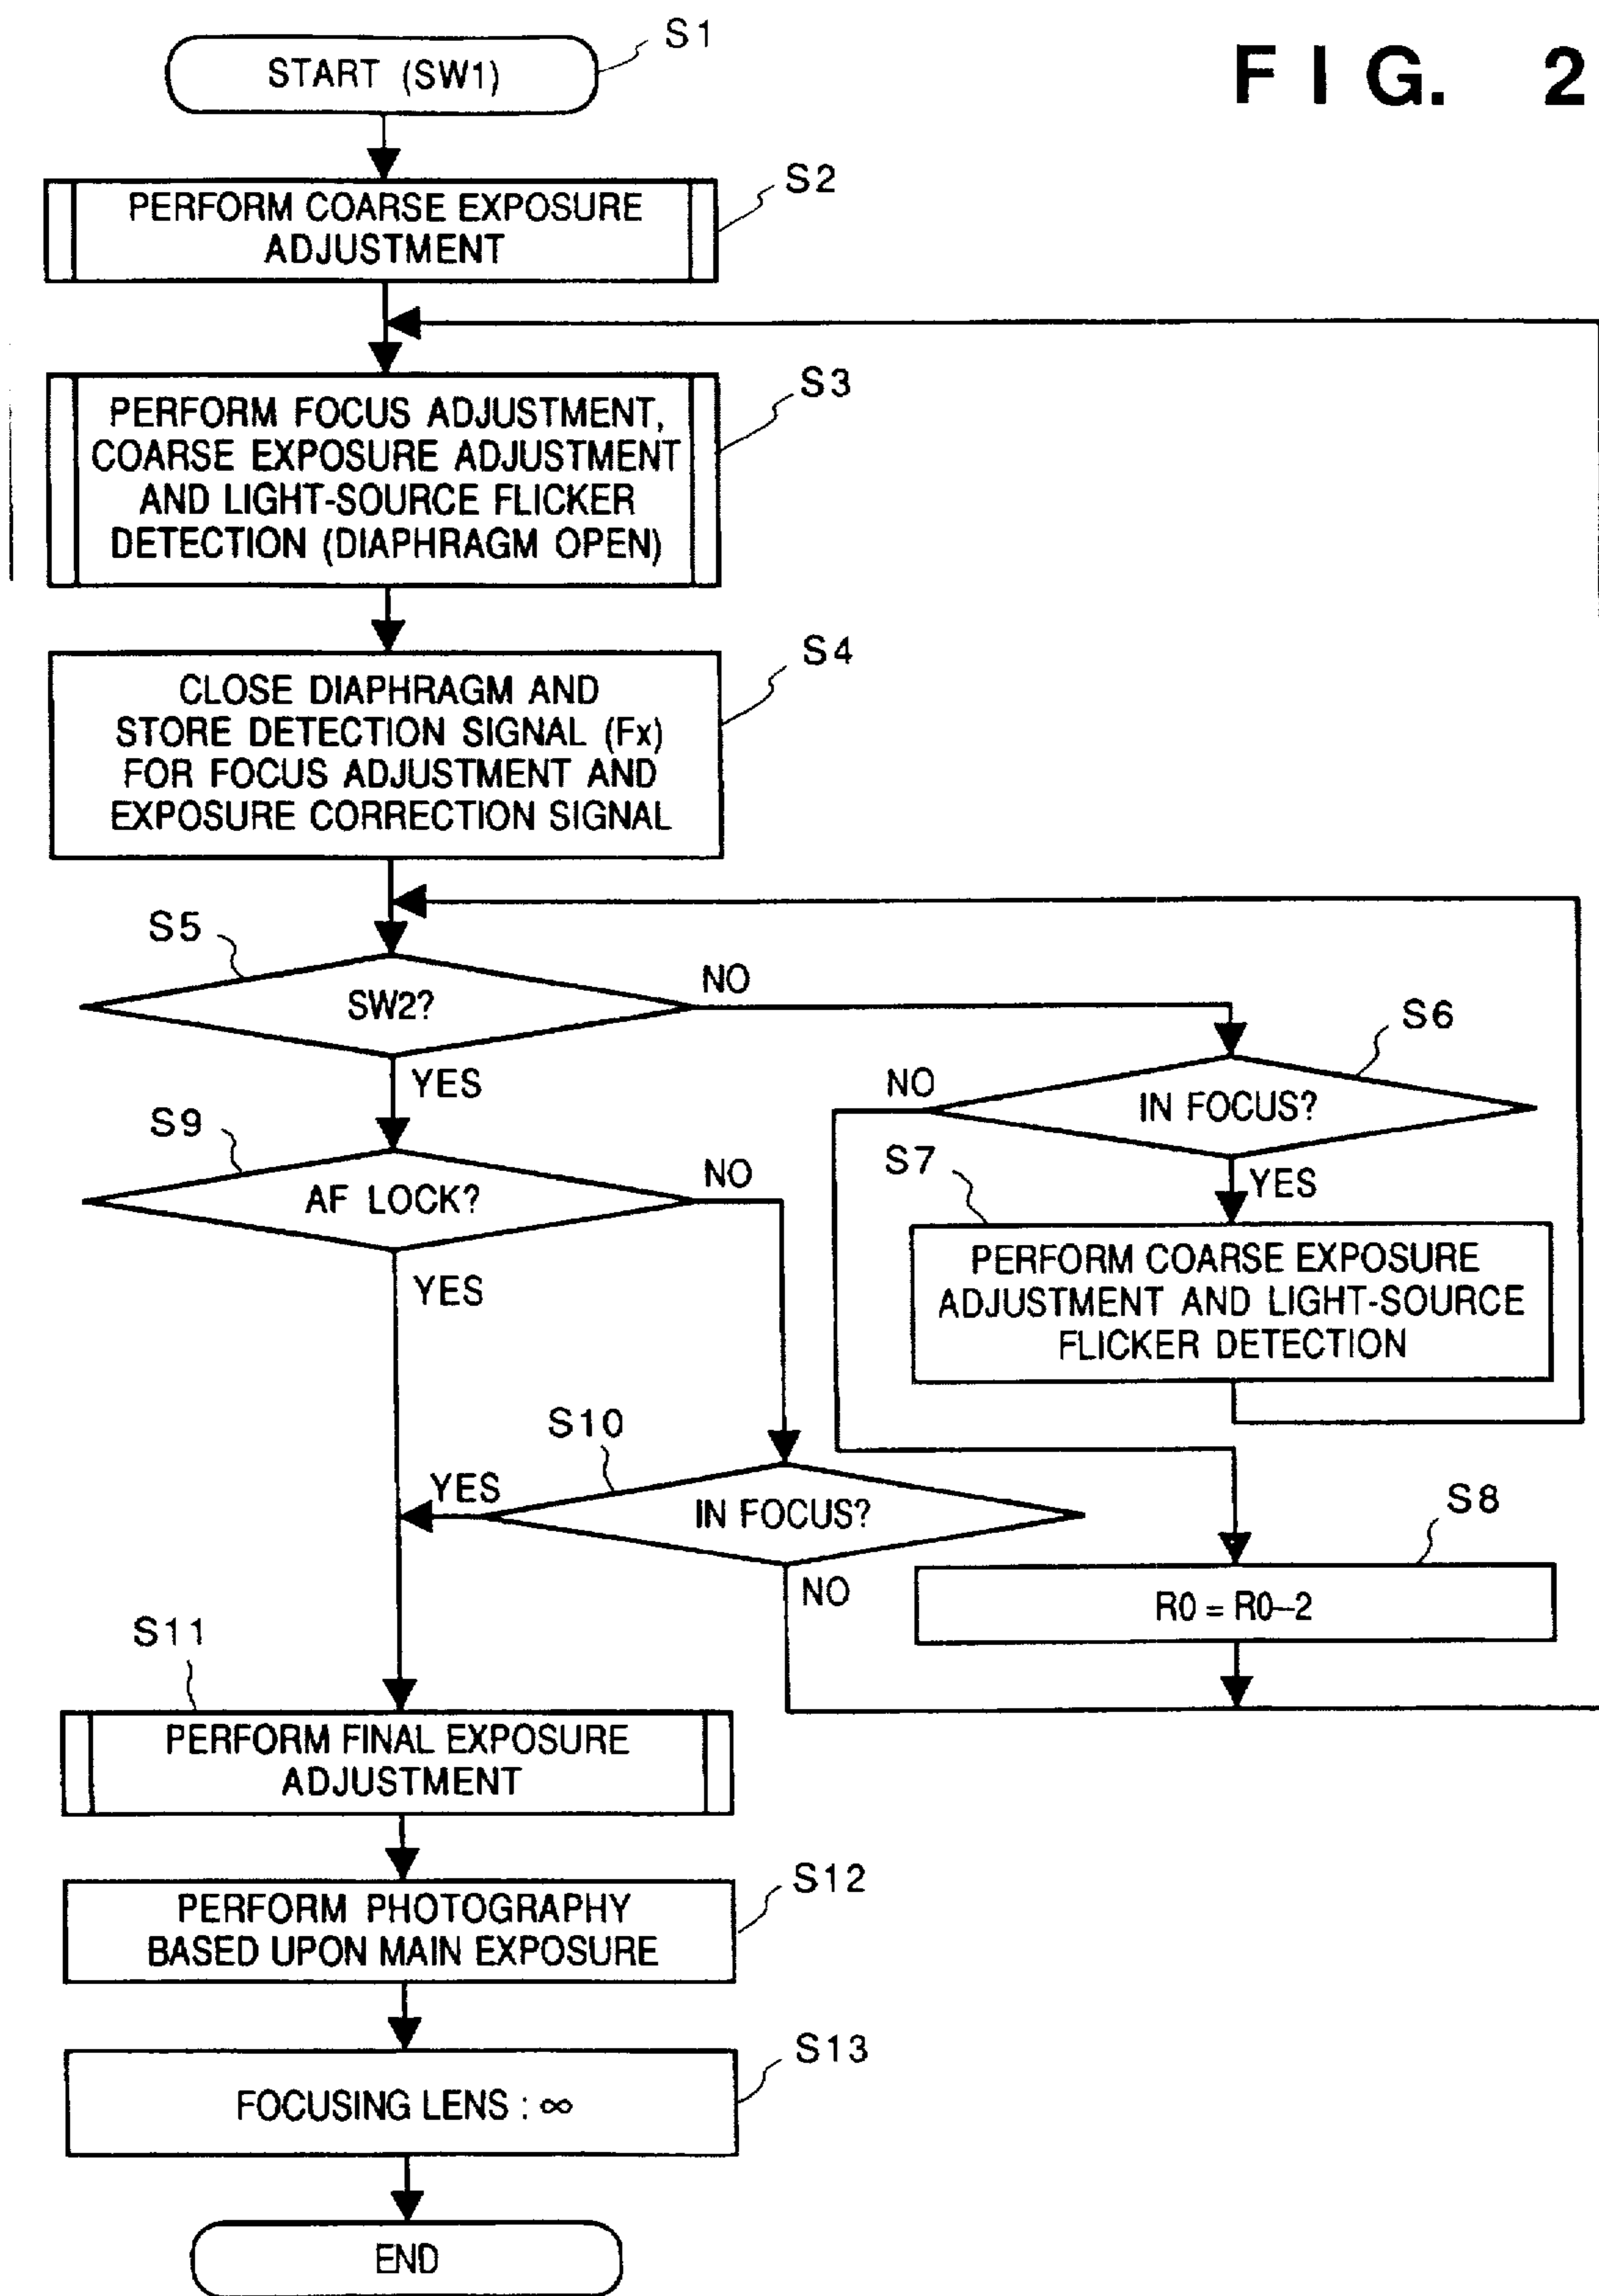 FIG. 2
S1
START (SW1)
S2
PERFORM COARSE EXPOSURE
ADJUSTMENT
S3
PERFORM FOCUS ADJUSTMENT,
COARSE EXPOSURE ADJUSTMENT
AND LIGHT-SOURCE FLICKER
DETECTION (DIAPHRAGM OPEN)
S4
CLOSE DIAPHRAGM AND
STORE DETECTION SIGNAL (Fx)
FOR FOCUS ADJUSTMENT AND
EXPOSURE CORRECTION SIGNAL
S5
SW2?
NO
YES
S6
IN FOCUS?
NO
YES
S7
PERFORM COARSE EXPOSURE
ADJUSTMENT AND LIGHT-SOURCE
FLICKER DETECTION
S8
R0 = R0–2
S9
AF LOCK?
NO
YES
S10
IN FOCUS?
YES
NO
S11
PERFORM FINAL EXPOSURE
ADJUSTMENT
S12
PERFORM PHOTOGRAPHY
BASED UPON MAIN EXPOSURE
S13
FOCUSING LENS : ∞
END